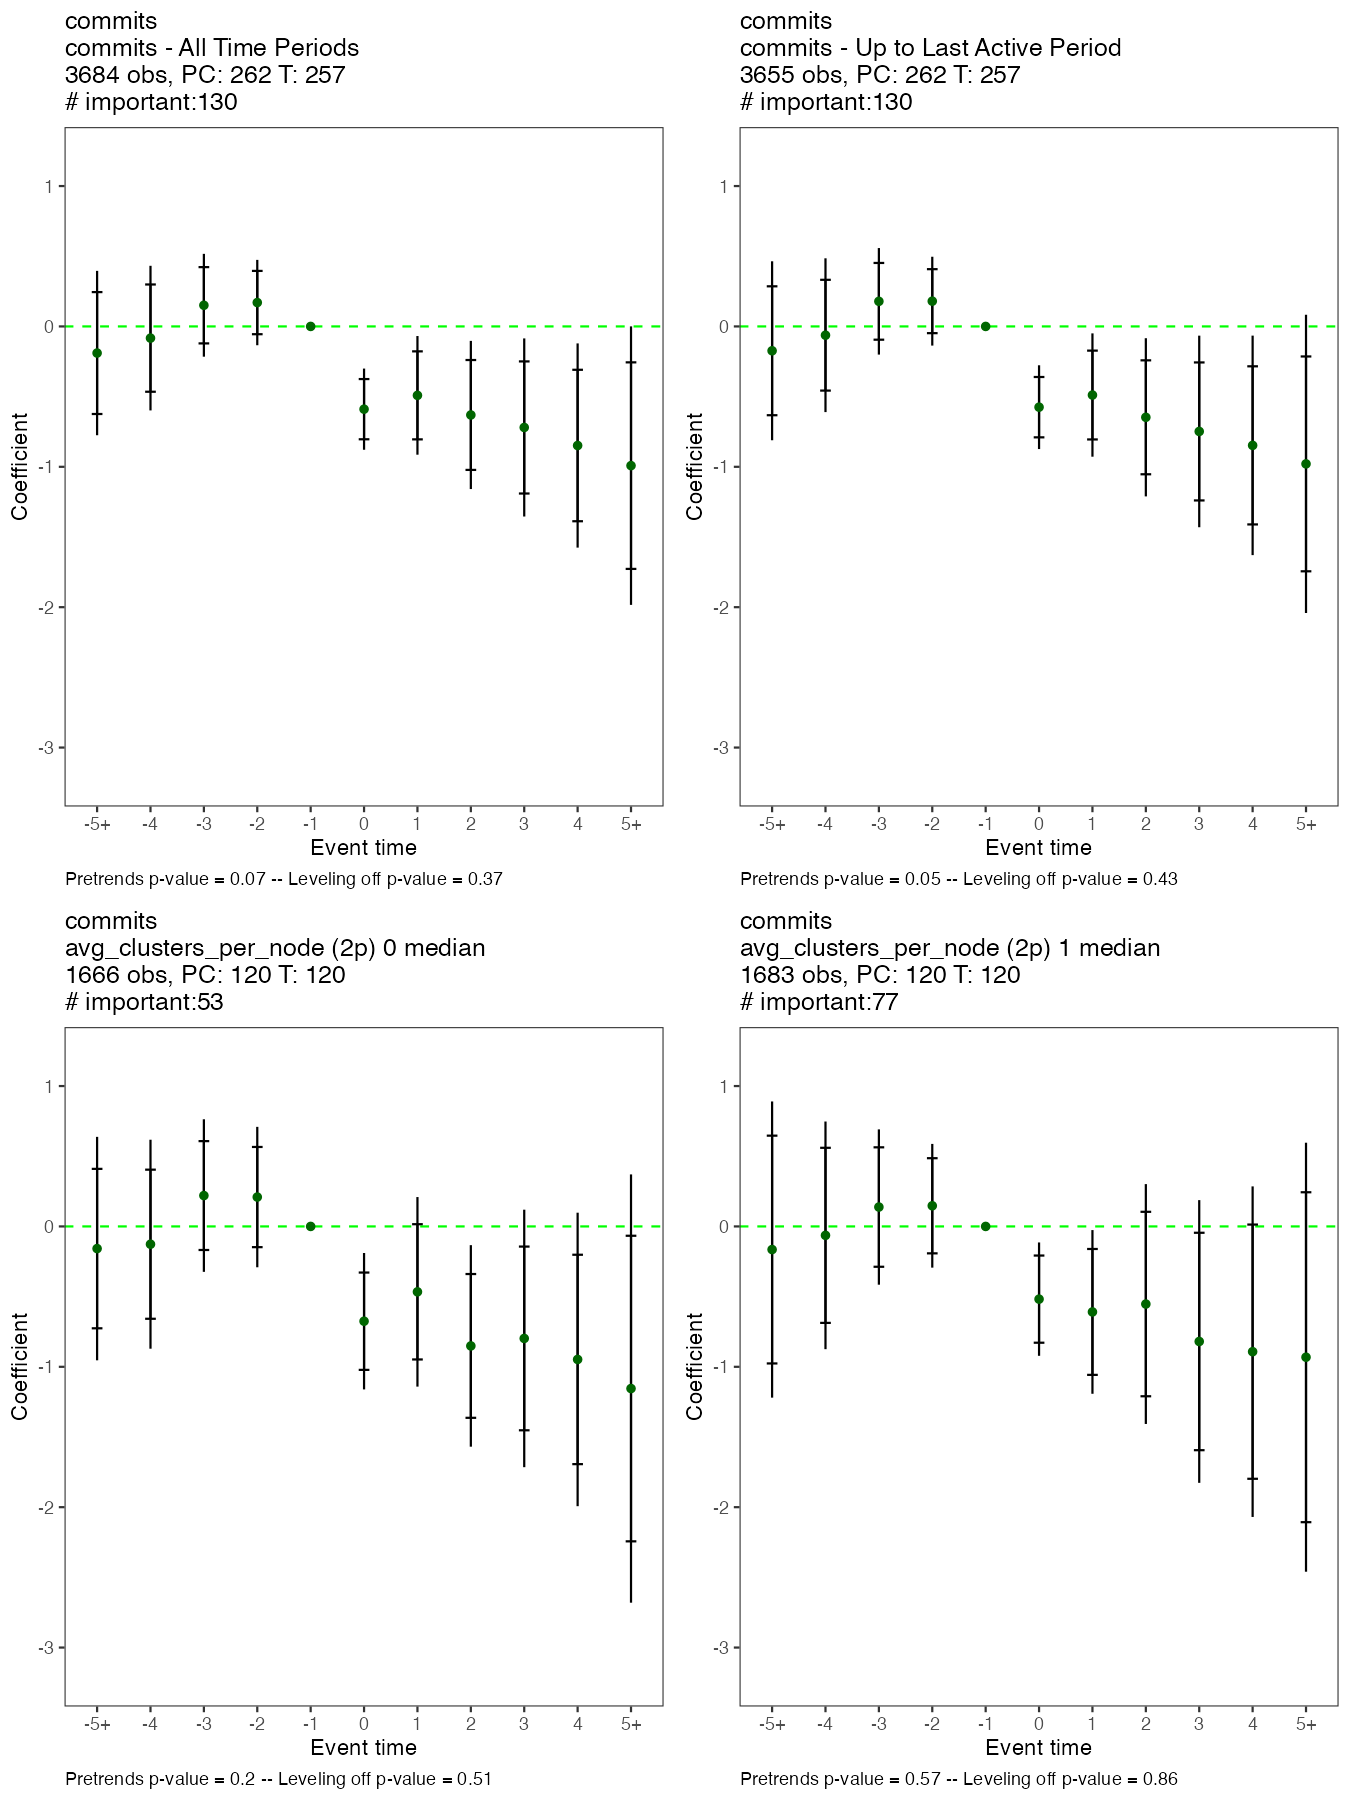 commits
commits - All Time Periods
3684 obs, PC: 262 T: 257
# important:130
1
0
-1
-2
-3
Coefficient
-5+ -4 -3 -2 -1 0 1 2 3 4 5+
Event time
Pretrends p-value = 0.07 -- Leveling off p-value = 0.37
commits
commits - Up to Last Active Period
3655 obs, PC: 262 T: 257
# important:130
1
0
-1
-2
-3
Coefficient
-5+ -4 -3 -2 -1 0 1 2 3 4 5+
Event time
Pretrends p-value = 0.05 -- Leveling off p-value = 0.43
commits
avg_clusters_per_node (2p) 0 median
1666 obs, PC: 120 T: 120
# important:53
1
0
-1
-2
-3
Coefficient
-5+ -4 -3 -2 -1 0 1 2 3 4 5+
Event time
Pretrends p-value = 0.2 -- Leveling off p-value = 0.51
commits
avg_clusters_per_node (2p) 1 median
1683 obs, PC: 120 T: 120
# important:77
1
0
-1
-2
-3
Coefficient
-5+ -4 -3 -2 -1 0 1 2 3 4 5+
Event time
Pretrends p-value = 0.57 -- Leveling off p-value = 0.86